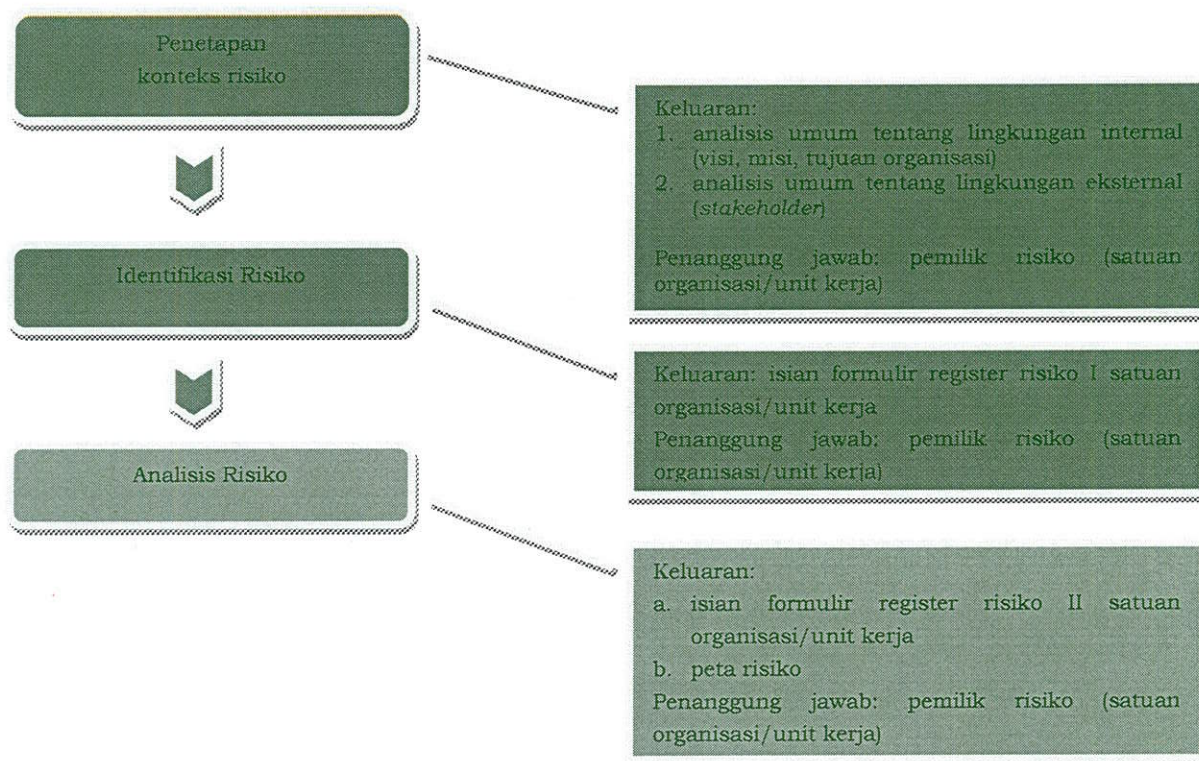 Penetapan
konteks risiko
Keluaran:
1. analisis umum tentang lingkungan internal
(visi, misi, tujuan organisasi)
2. analisis umum tentang lingkungan eksternal
(stakeholder)
Penanggung jawab: pemilik risiko (satuan
organisasi/unit kerja)
Identifikasi Risiko
Keluaran: isian formulir register risiko I satuan
organisasi/unit kerja
Penanggung jawab: pemilik risiko (satuan
organisasi/unit kerja)
Analisis Risiko
Keluaran:
a. isian formulir register risiko II satuan
organisasi/unit kerja
b. peta risiko
Penanggung jawab: pemilik risiko (satuan
organisasi/unit kerja)